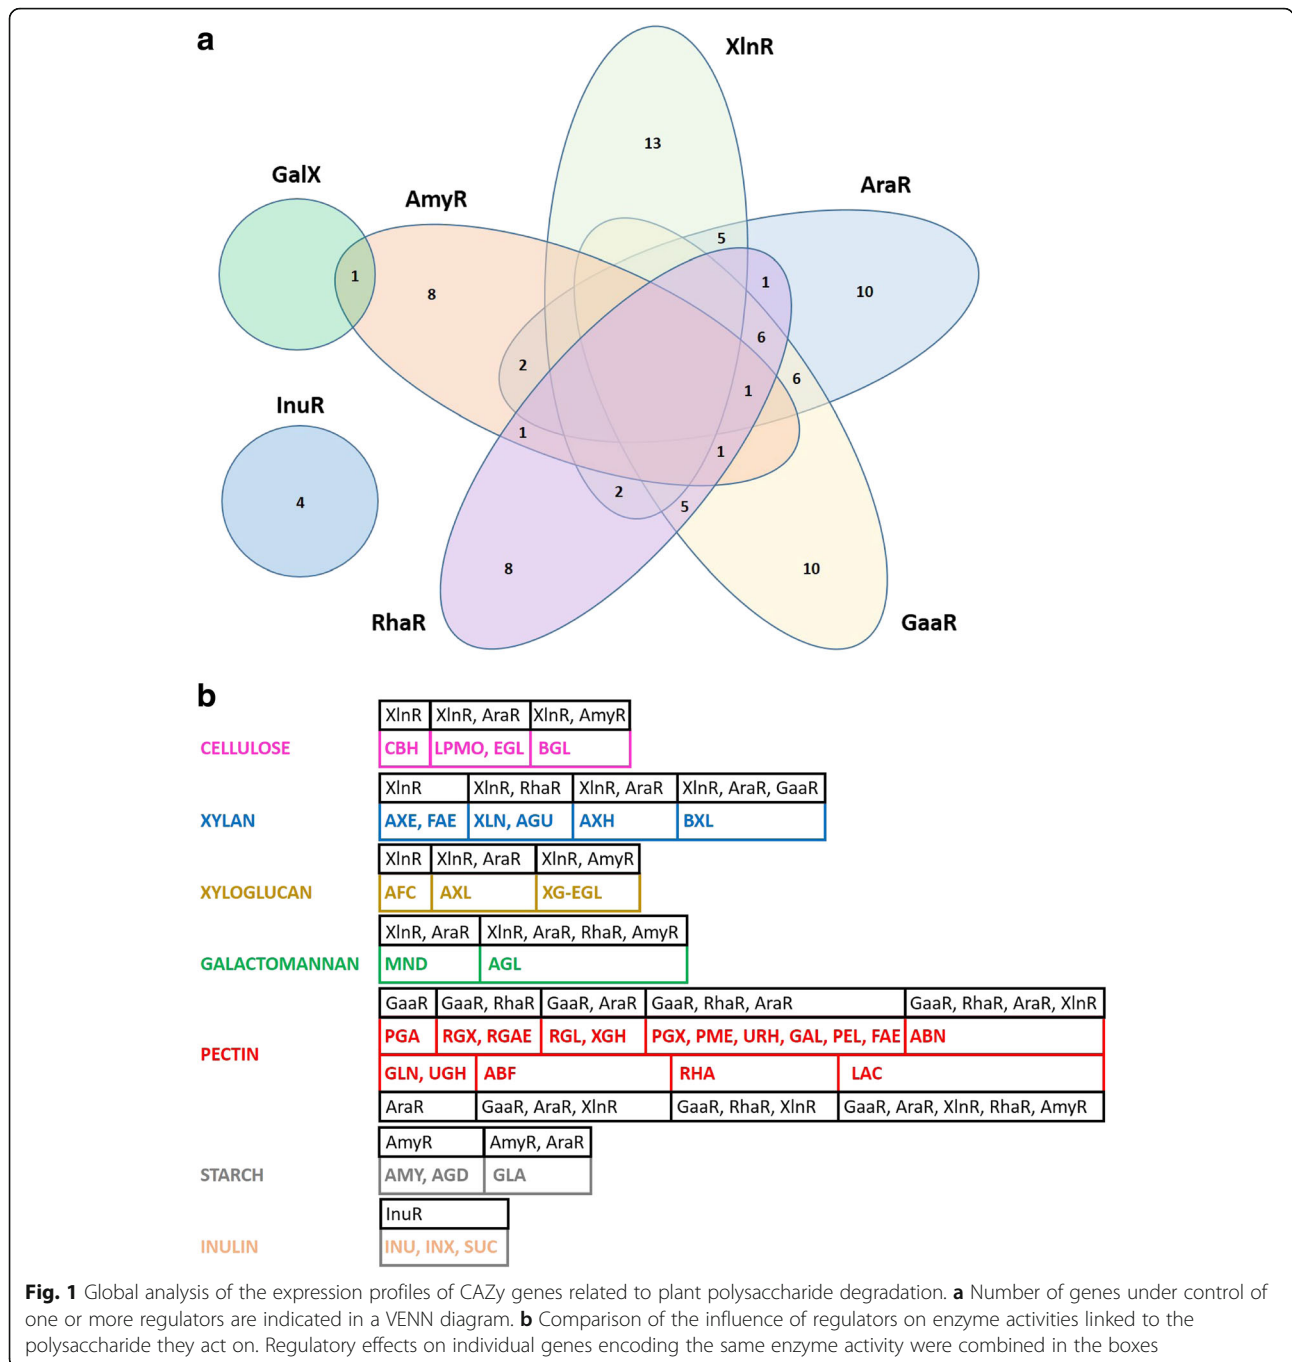 a
XlnR
13
GalX
AmyR
AraR
5
1
8
1
10
6
2
6
1
InuR
1
1
2
5
4
8
10
RhaR
GaaR
b
XlnR XlnR, AraR XlnR, AmyR
CELLULOSE CBH LPMO, EGL BGL
XlnR XlnR, RhaR XlnR, AraR XlnR, AraR, GaaR
XYLAN AXE, FAE XLN, AGU AXH BXL
XlnR XlnR, AraR XlnR, AmyR
XYLOGLUCAN AFC AXL XG-EGL
XlnR, AraR XlnR, AraR, RhaR, AmyR
GALACTOMANNAN MND AGL
GaaR GaaR, RhaR GaaR, AraR GaaR, RhaR, AraR GaaR, RhaR, AraR, XlnR
PGA RGX, RGAE RGL, XGH PGX, PME, URH, GAL, PEL, FAE ABN
PECTIN
GLN, UGH ABF RHA LAC
AraR GaaR, AraR, XlnR GaaR, RhaR, XlnR GaaR, AraR, XlnR, RhaR, AmyR
AmyR AmyR, AraR
STARCH AMY, AGD GLA
InuR
INULIN INU, INX, SUC
Fig. 1 Global analysis of the expression profiles of CAZy genes related to plant polysaccharide degradation. a Number of genes under control of
one or more regulators are indicated in a VENN diagram. b Comparison of the influence of regulators on enzyme activities linked to the
polysaccharide they act on. Regulatory effects on individual genes encoding the same enzyme activity were combined in the boxes